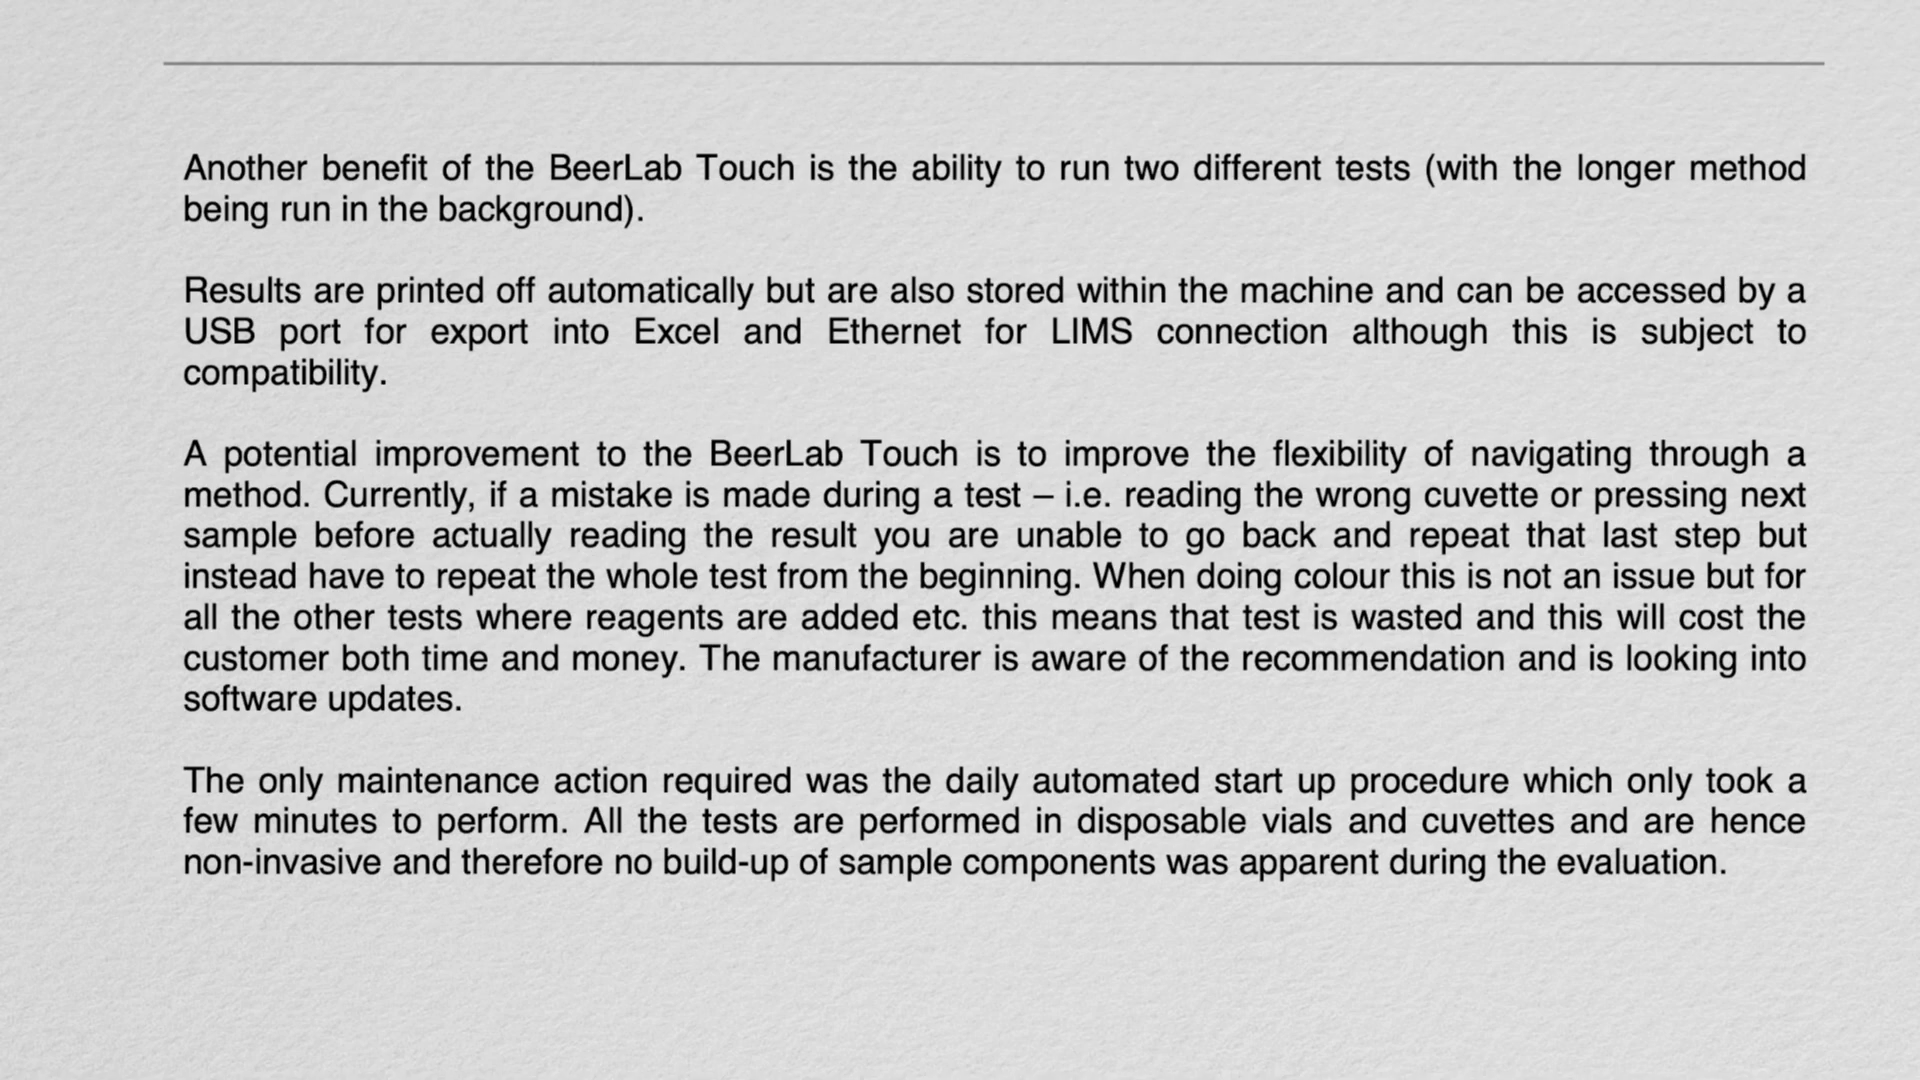 Another benefit of the BeerLab Touch is the ability to run two different tests (with the longer method
being run in the background).
Results are printed off automatically but are also stored within the machine and can be accessed by a
USB port for export into Excel and Ethernet for LIMS connection although this is subject to
compatibility.
A potential improvement to the BeerLab Touch is to improve the flexibility of navigating through a
method. Currently, if a mistake is made during a test – i.e. reading the wrong cuvette or pressing next
sample before actually reading the result you are unable to go back and repeat that last step but
instead have to repeat the whole test from the beginning. When doing colour this is not an issue but for
all the other tests where reagents are added etc. this means that test is wasted and this will cost the
customer both time and money. The manufacturer is aware of the recommendation and is looking into
software updates.
The only maintenance action required was the daily automated start up procedure which only took a
few minutes to perform. All the tests are performed in disposable vials and cuvettes and are hence
non-invasive and therefore no build-up of sample components was apparent during the evaluation.